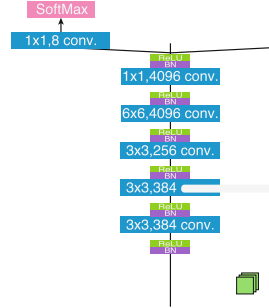 SoftMax
1x1,8 conv.
ReLU
BN
1x1,4096 conv.
ReLU
BN
6x6,4096 conv.
ReLU
BN
3x3,256 conv.
ReLU
BN
3x3,384
ReLU
BN
3x3,384 conv.
ReLU
BN